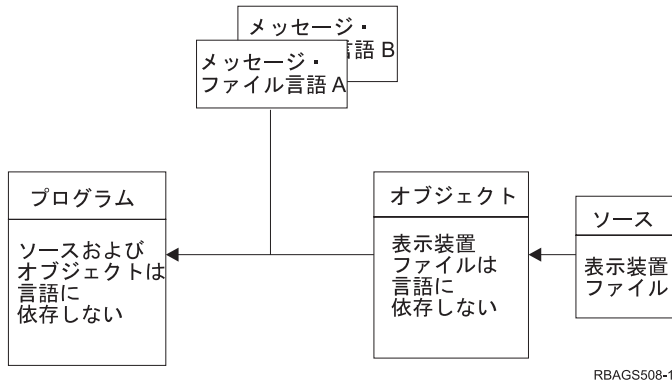 メッセージ・
言語 B
メッセージ・
ファイル言語 A
プログラム
ソースおよび
オブジェクトは
言語に
依存しない
オブジェクト
表示装置
ファイルは
言語に
依存しない
ソース
表示装置
ファイル
RBAGS508-1